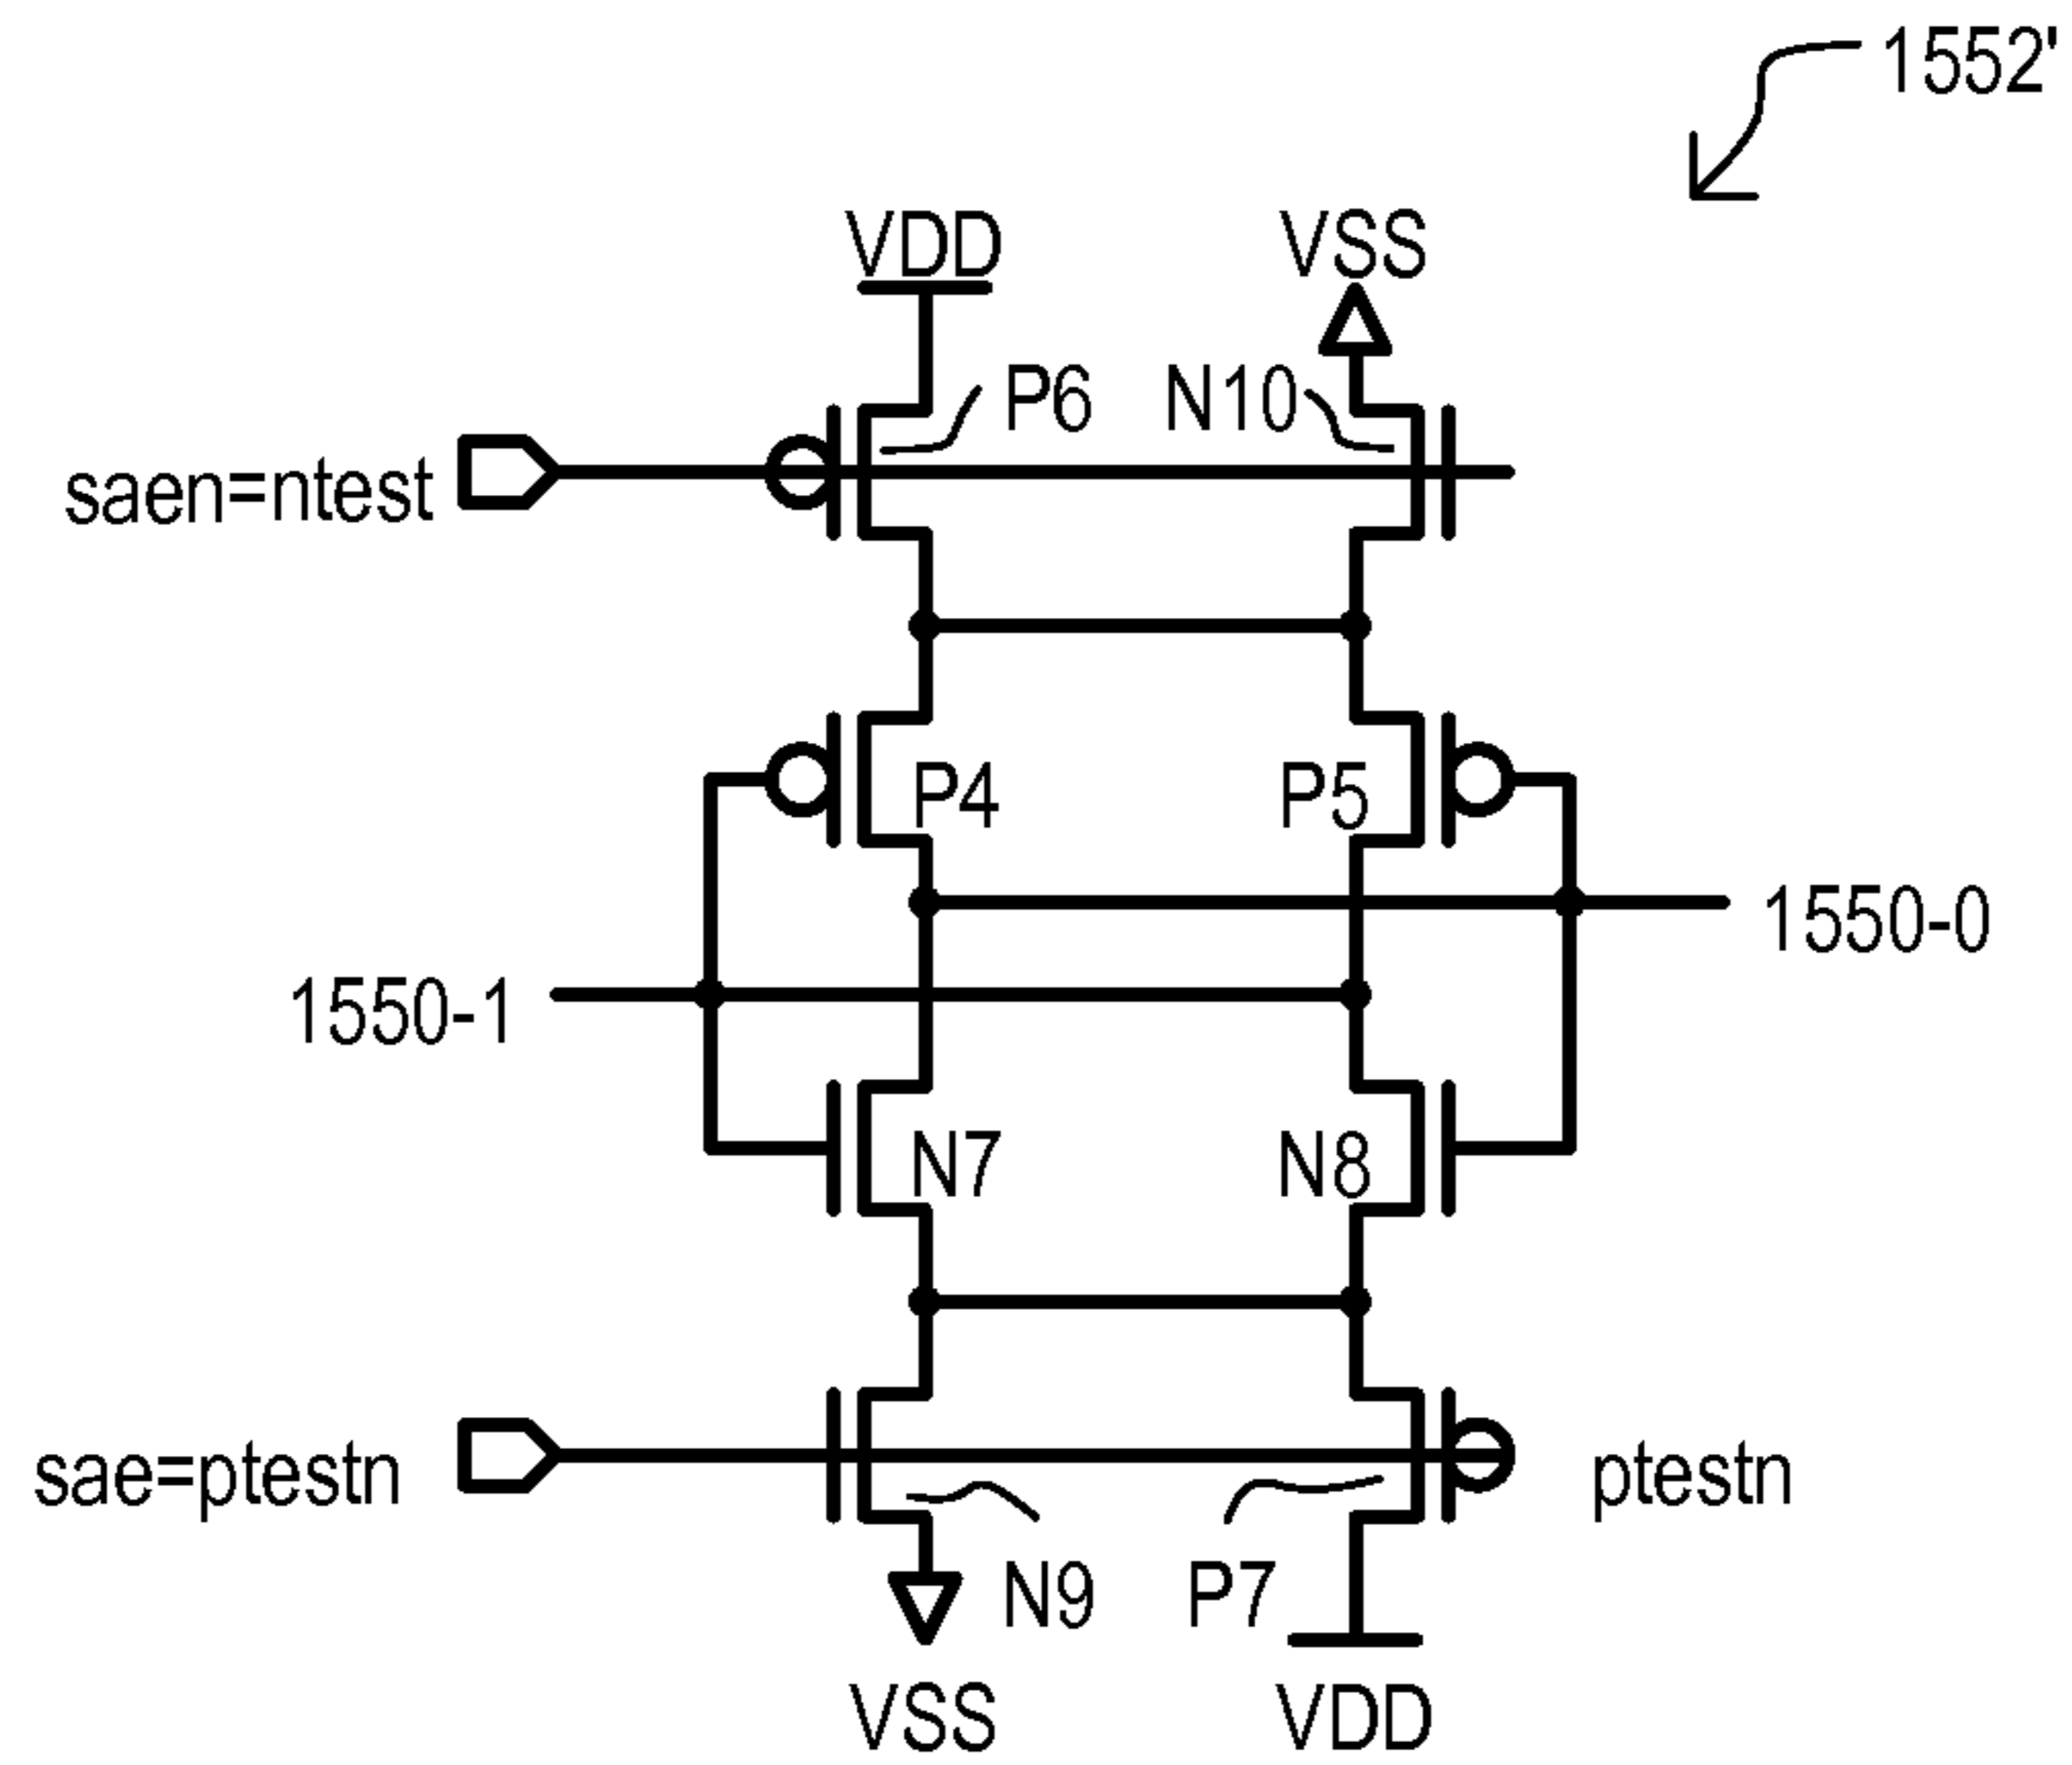 1552'
VDD VSS
P6 N10
saen=ntest
P4 P5
1550-0
1550-1
N7 N8
sae=ptestn ptestn
N9 P7
VSS VDD